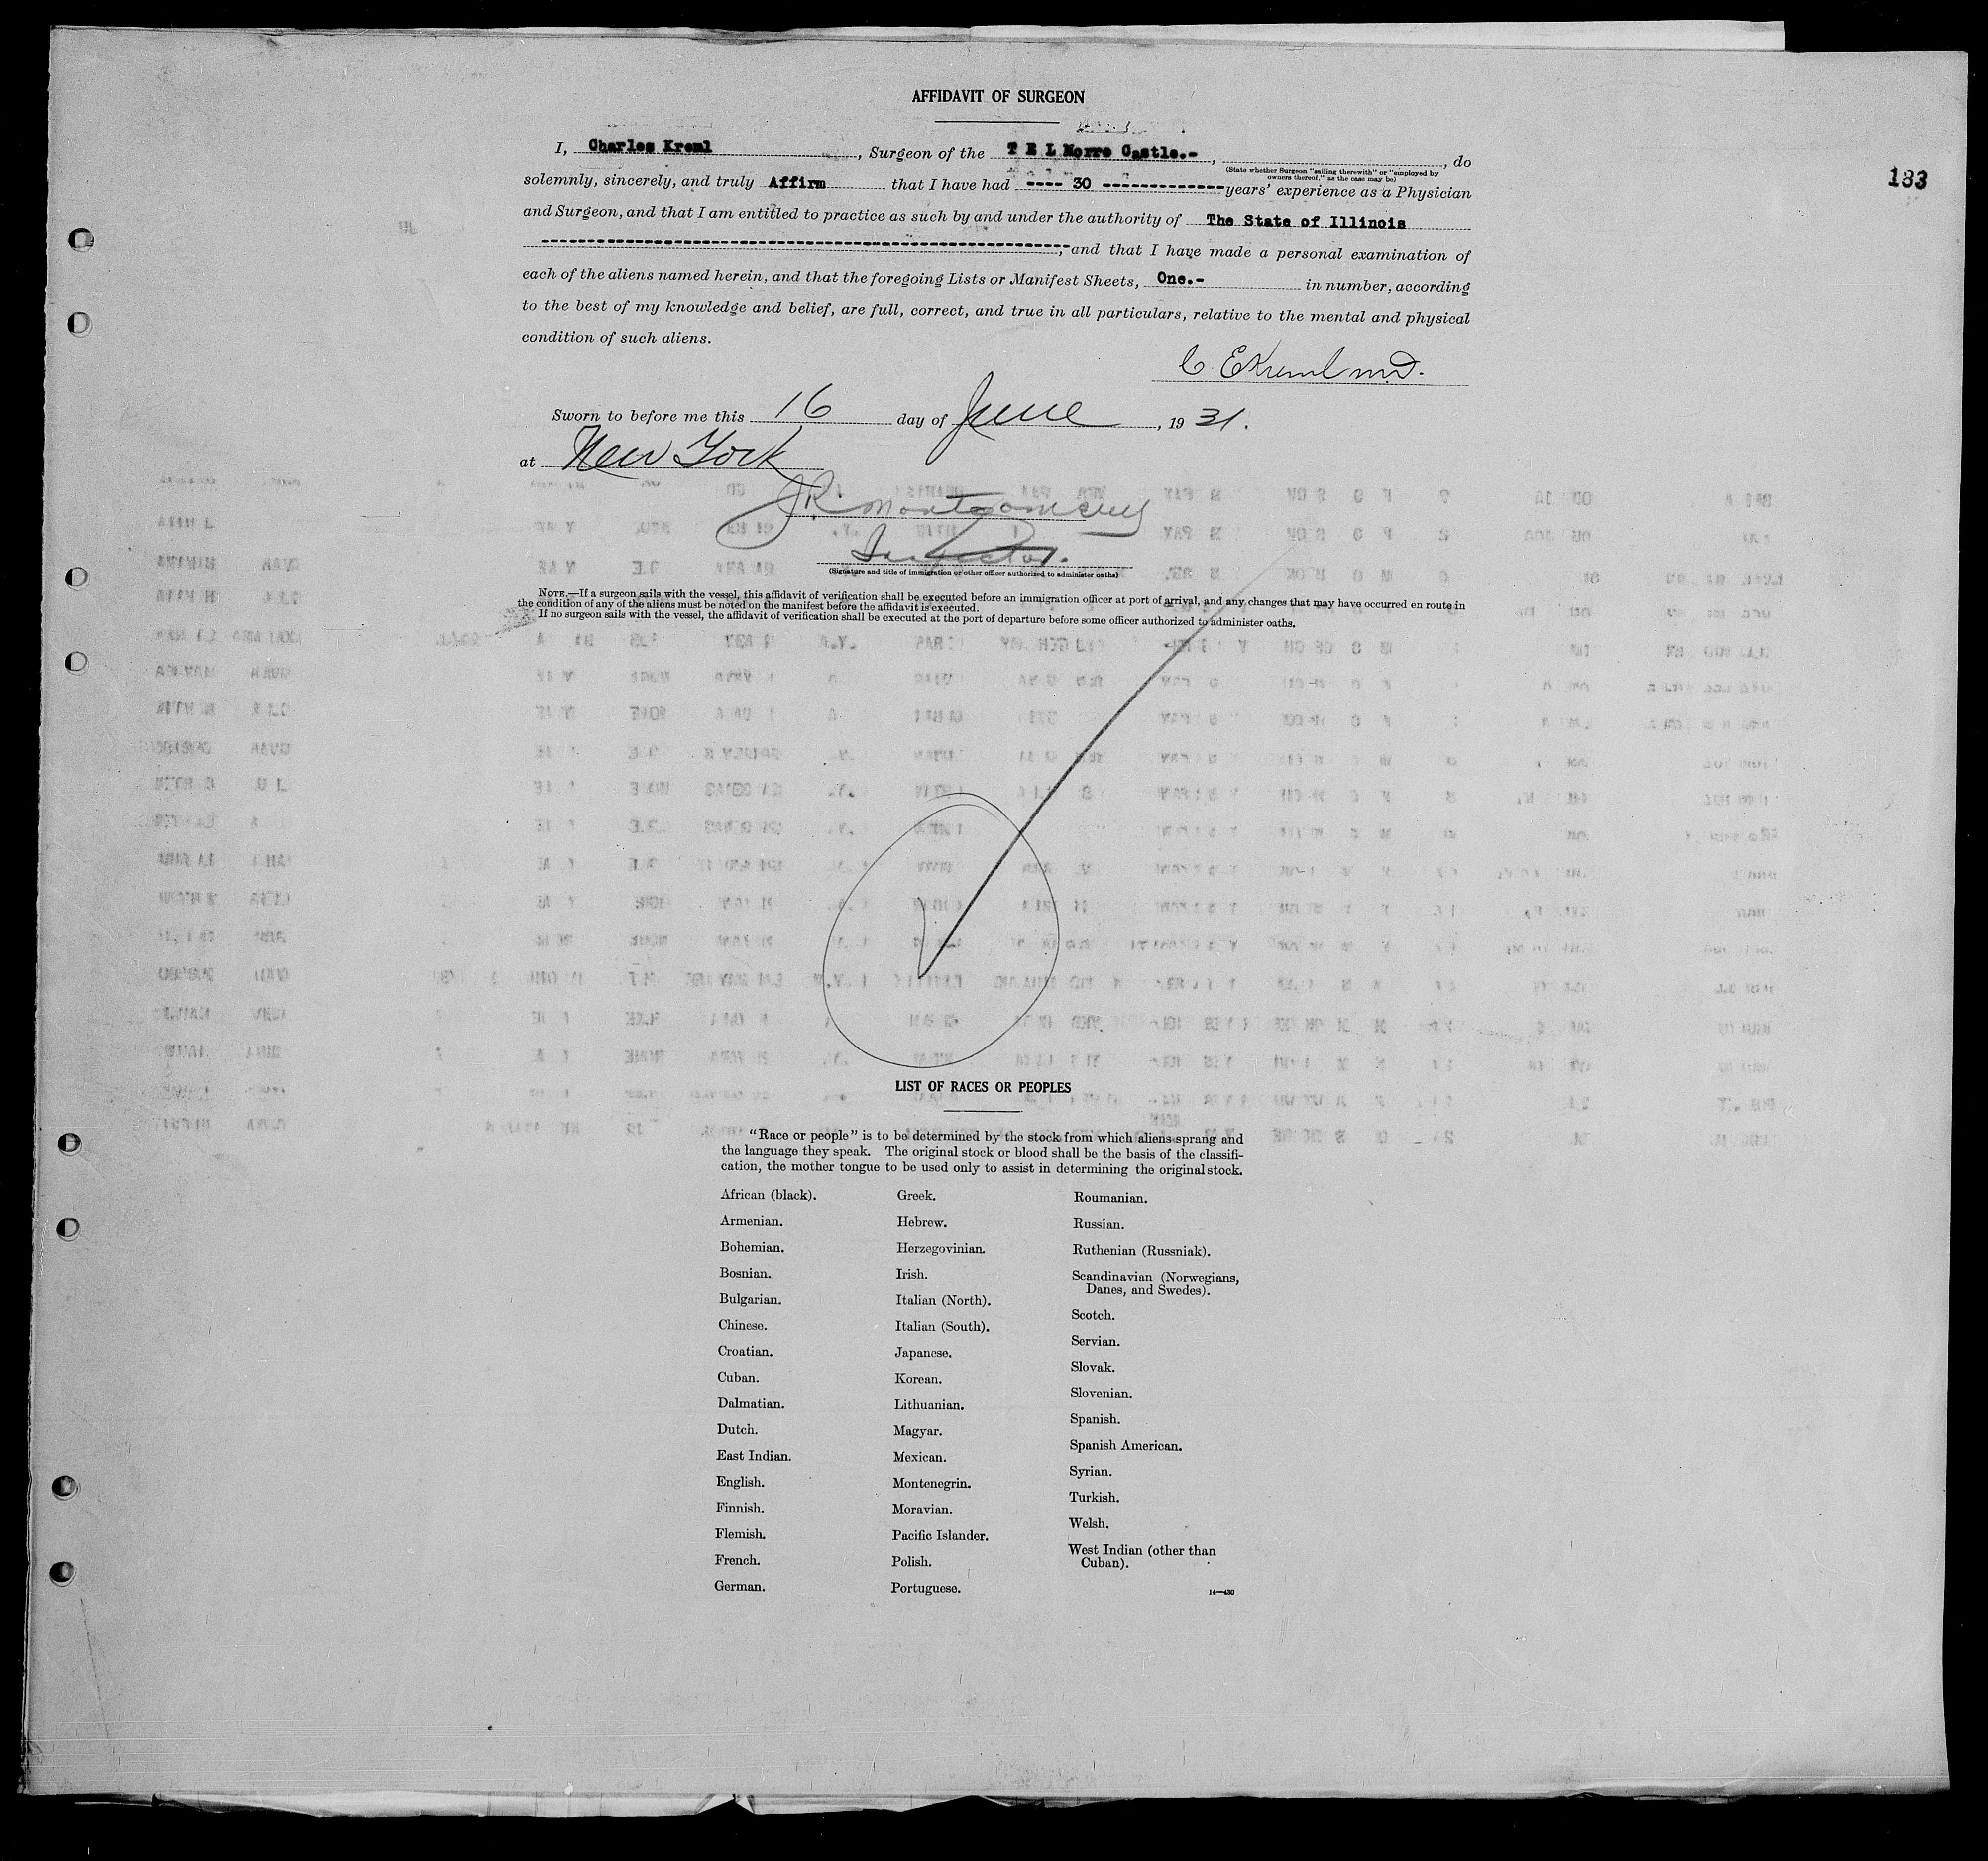 AFFIDAVIT OF SURGEON
183
I, Charles Kreml, Surgeon of the T E L Morro Castle.-, , do
(State whether Surgeon "sailing therewith" or "employed by
owners thereof," as the case may be)
solemnly, sincerely, and truly Affirm that I have had ---- 30 ------------- years' experience as a Physician
and Surgeon, and that I am entitled to practice as such by and under the authority of The State of Illinois
----------------------------------------------------------, and that I have made a personal examination of
each of the aliens named herein, and that the foregoing Lists or Manifest Sheets, One.- in number, according
to the best of my knowledge and belief, are full, correct, and true in all particulars, relative to the mental and physical
condition of such aliens.
C E Kreml M.D.
Sworn to before me this 16 day of June, 1931.
at New York
J R Montgomery
Inspector.
(Signature and title of immigration or other officer authorized to administer oaths)
NOTE.—If a surgeon sails with the vessel, this affidavit of verification shall be executed before an immigration officer at port of arrival, and any changes that may have occurred en route in
the condition of any of the aliens must be noted on the manifest before the affidavit is executed.
If no surgeon sails with the vessel, the affidavit of verification shall be executed at the port of departure before some officer authorized to administer oaths.
LIST OF RACES OR PEOPLES
"Race or people" is to be determined by the stock from which aliens sprang and
the language they speak. The original stock or blood shall be the basis of the classifi-
cation, the mother tongue to be used only to assist in determining the original stock.
African (black).
Armenian.
Bohemian.
Bosnian.
Bulgarian.
Chinese.
Croatian.
Cuban.
Dalmatian.
Dutch.
East Indian.
English.
Finnish.
Flemish.
French.
German.
Greek.
Hebrew.
Herzegovinian.
Irish.
Italian (North).
Italian (South).
Japanese.
Korean.
Lithuanian.
Magyar.
Mexican.
Montenegrin.
Moravian.
Pacific Islander.
Polish.
Portuguese.
Roumanian.
Russian.
Ruthenian (Russniak).
Scandinavian (Norwegians,
Danes, and Swedes).
Scotch.
Servian.
Slovak.
Slovenian.
Spanish.
Spanish American.
Syrian.
Turkish.
Welsh.
West Indian (other than
Cuban).
14—430